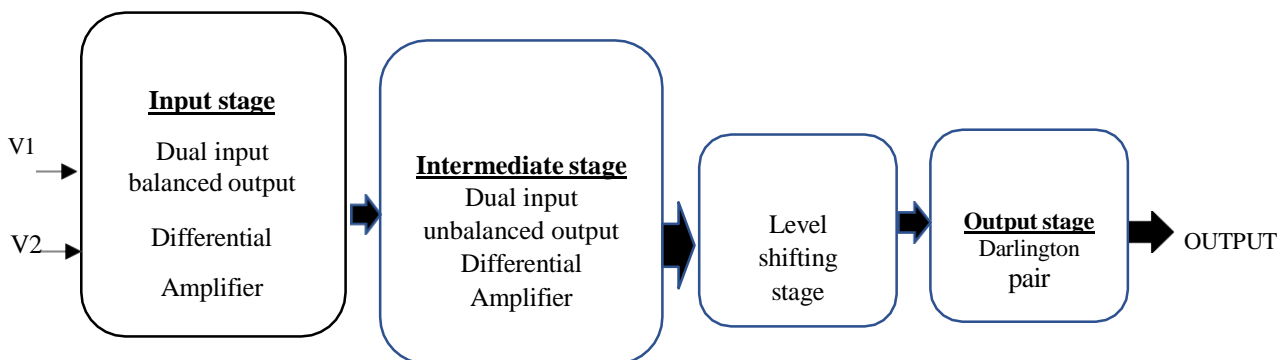 V1
V2
Input stage
Dual input
balanced output
Differential
Amplifier
Intermediate stage
Dual input
unbalanced output
Differential
Amplifier
Level
shifting
stage
Output stage
Darlington
pair
OUTPUT